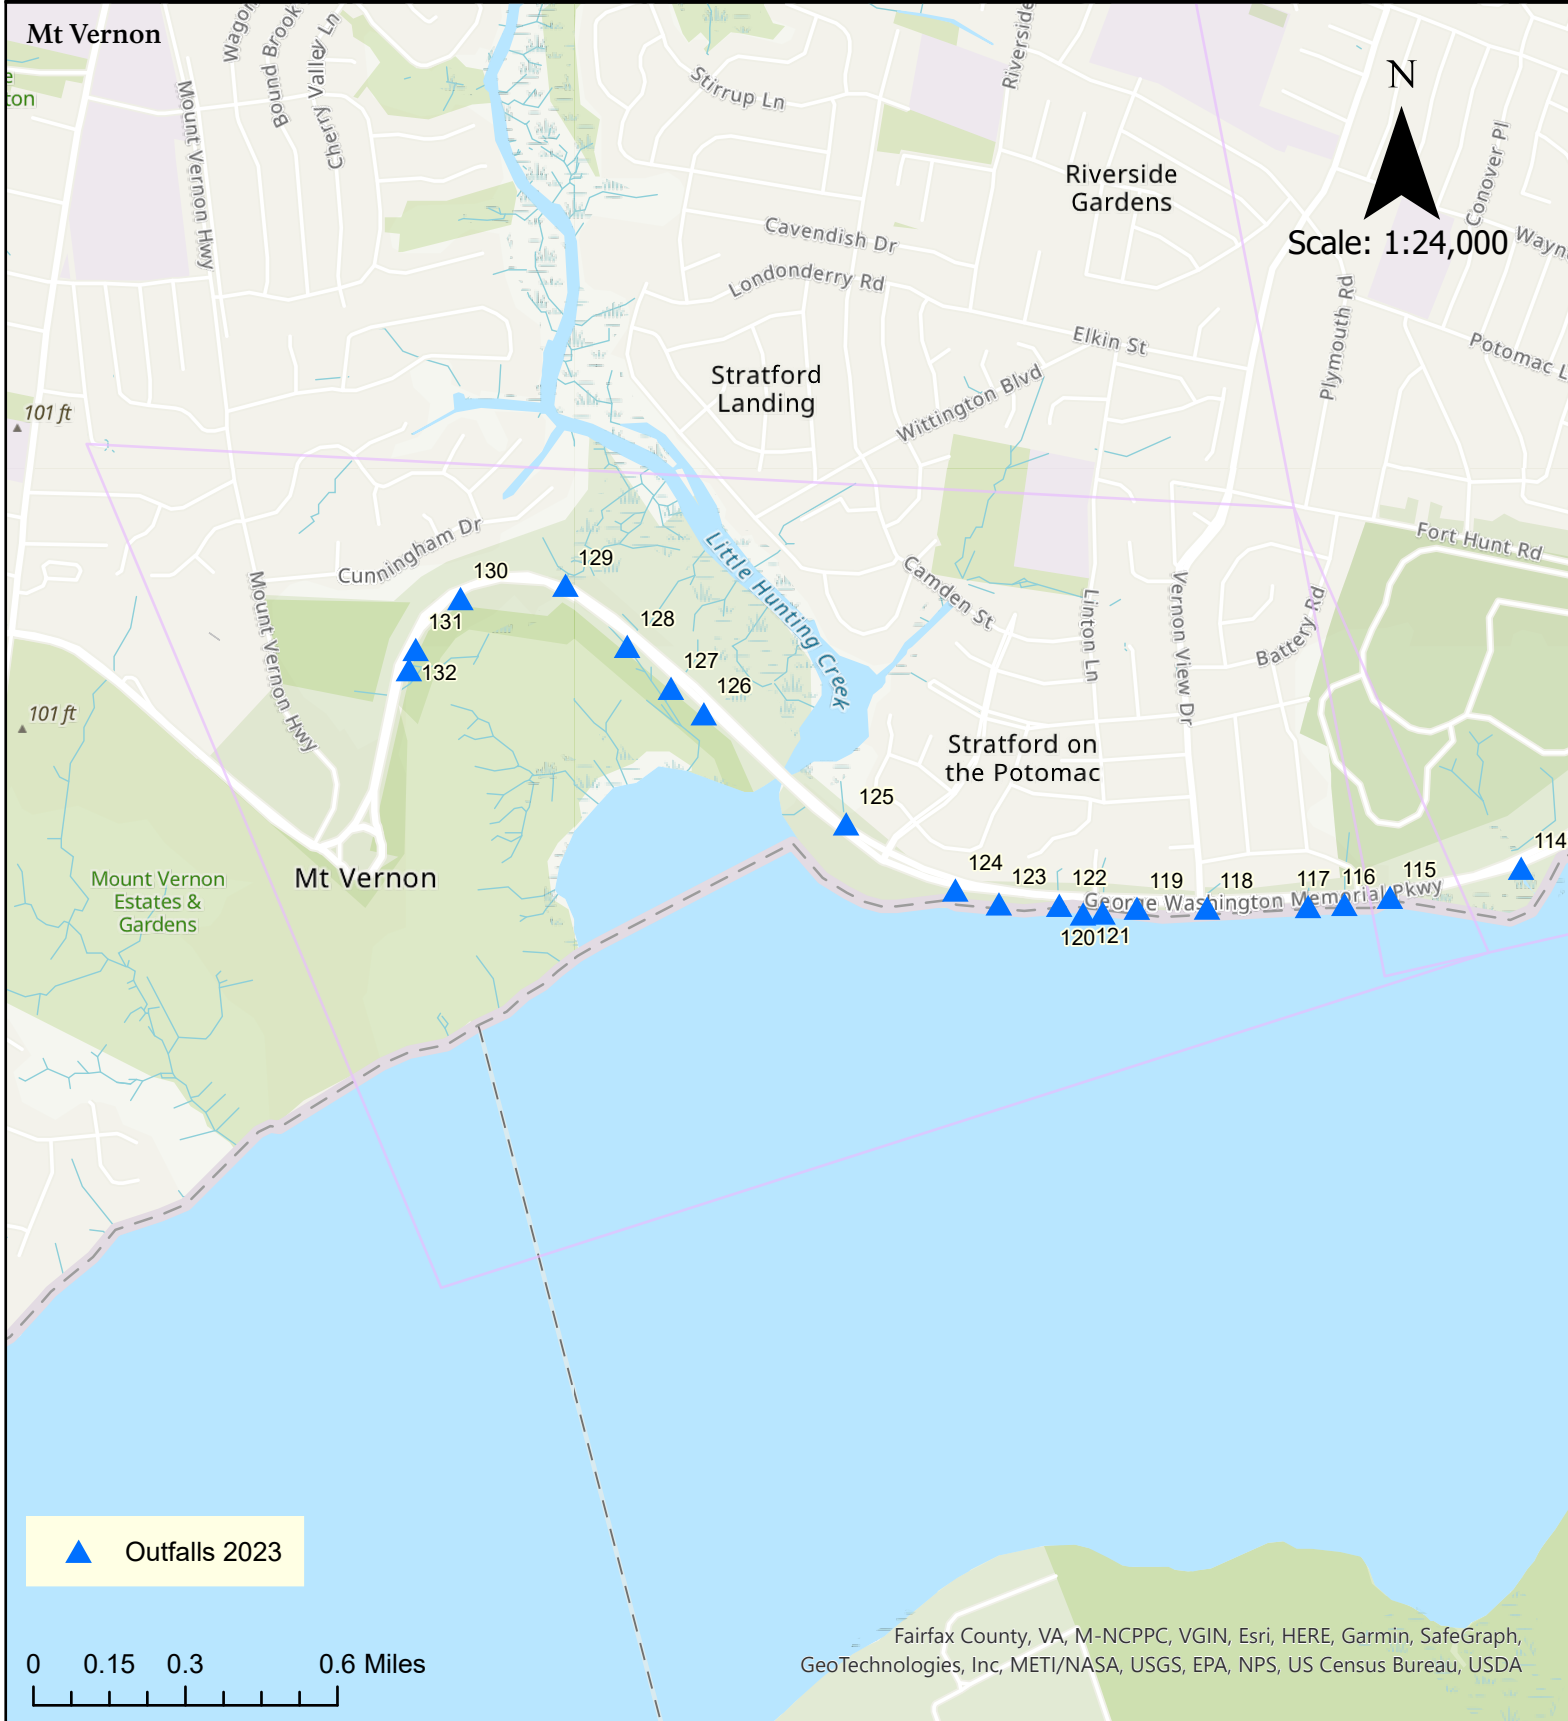 Mt Vernon
Mount Vernon Hwy
Bound Brook
Cherry Valley Ln
Stirrup Ln
Riverside
N
Scale: 1:24,000
Riverside
Gardens
Conover Pl
Cavendish Dr
Londonderry Rd
Elkin St
Plymouth Rd
Stratford
Landing
Wittington Blvd
101 ft
Fort Hunt Rd
Cunningham Dr
Little Hunting Creek
Camden St
Linton Ln
Vernon View Dr
Battery Rd
Mount Vernon Hwy
129
130
131
132
128
127
126
101 ft
Stratford on
the Potomac
125
124
123
122
119
118
117
116
115
114
George Washington Memorial Pkwy
120
121
Mt Vernon
Mount Vernon
Estates &
Gardens
Outfalls 2023
0 0.15 0.3 0.6 Miles
Fairfax County, VA, M-NCPPC, VGIN, Esri, HERE, Garmin, SafeGraph,
GeoTechnologies, Inc, METI/NASA, USGS, EPA, NPS, US Census Bureau, USDA